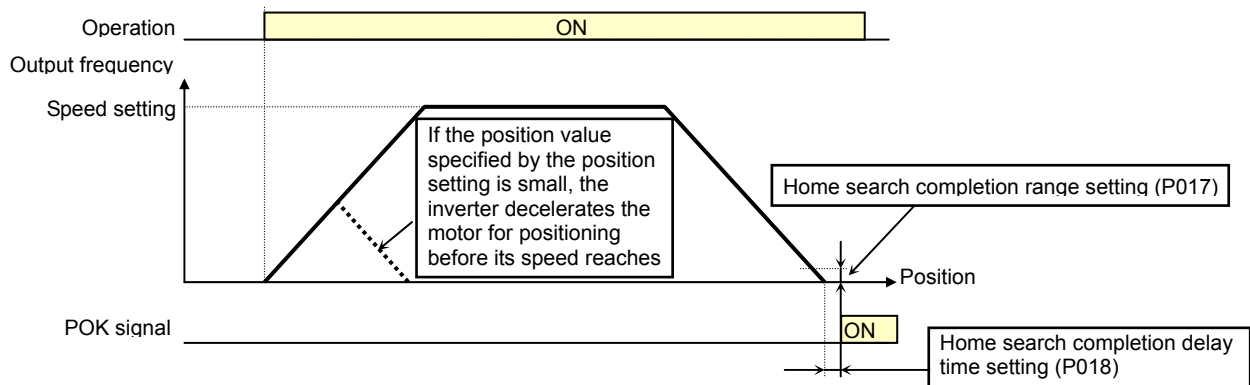 Operation
ON
Output frequency
Speed setting
If the position value
specified by the position
setting is small, the
inverter decelerates the
motor for positioning
before its speed reaches
Home search completion range setting (P017)
Position
POK signal
ON
Home search completion delay
time setting (P018)